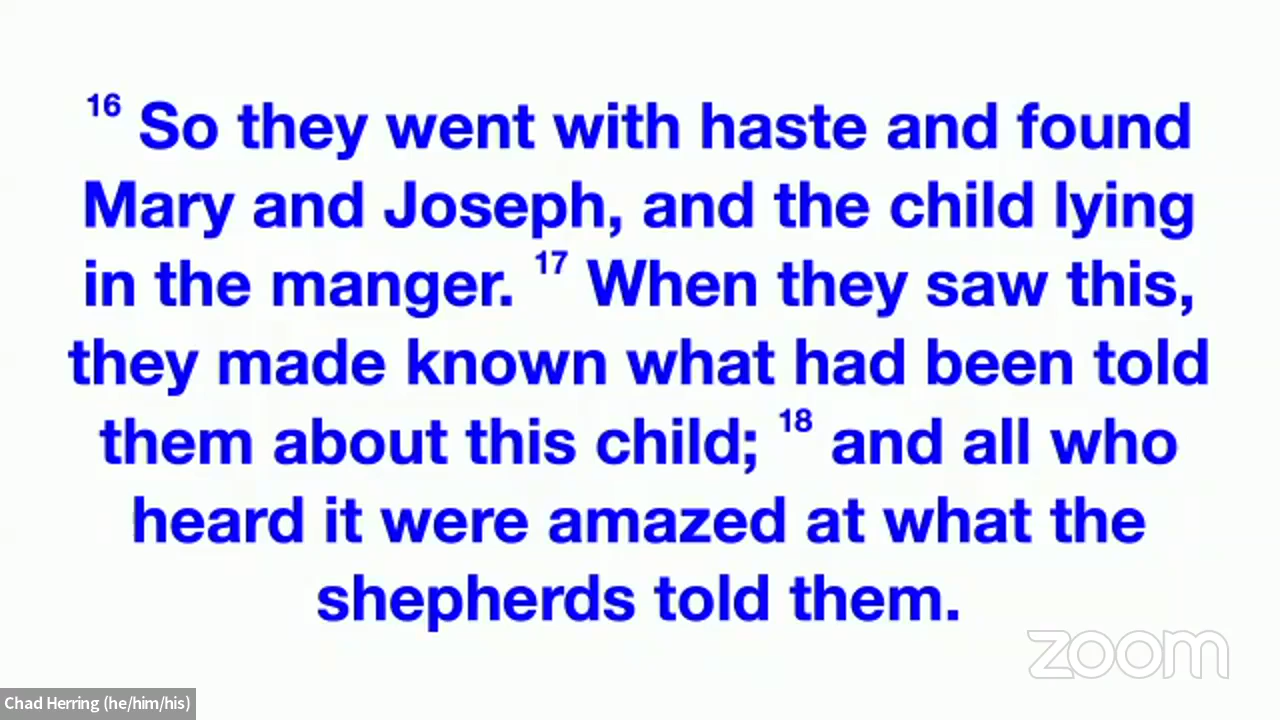 16 So they went with haste and found
Mary and Joseph, and the child lying
in the manger. 17 When they saw this,
they made known what had been told
them about this child; 18 and all who
heard it were amazed at what the
shepherds told them.
zoom
Chad Herring (he/him/his)